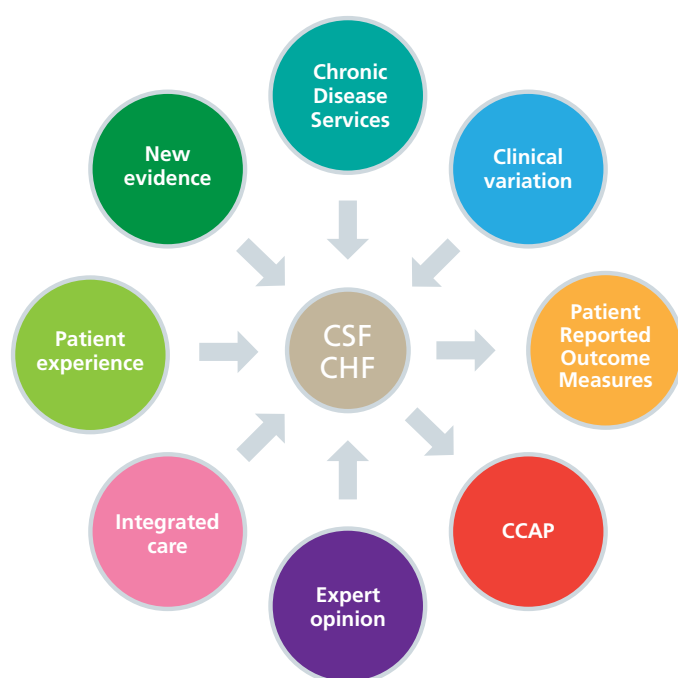 Chronic
Disease
Services
New
evidence
Clinical
variation
Patient
experience
CSF
CHF
Patient
Reported
Outcome
Measures
Integrated
care
CCAP
Expert
opinion